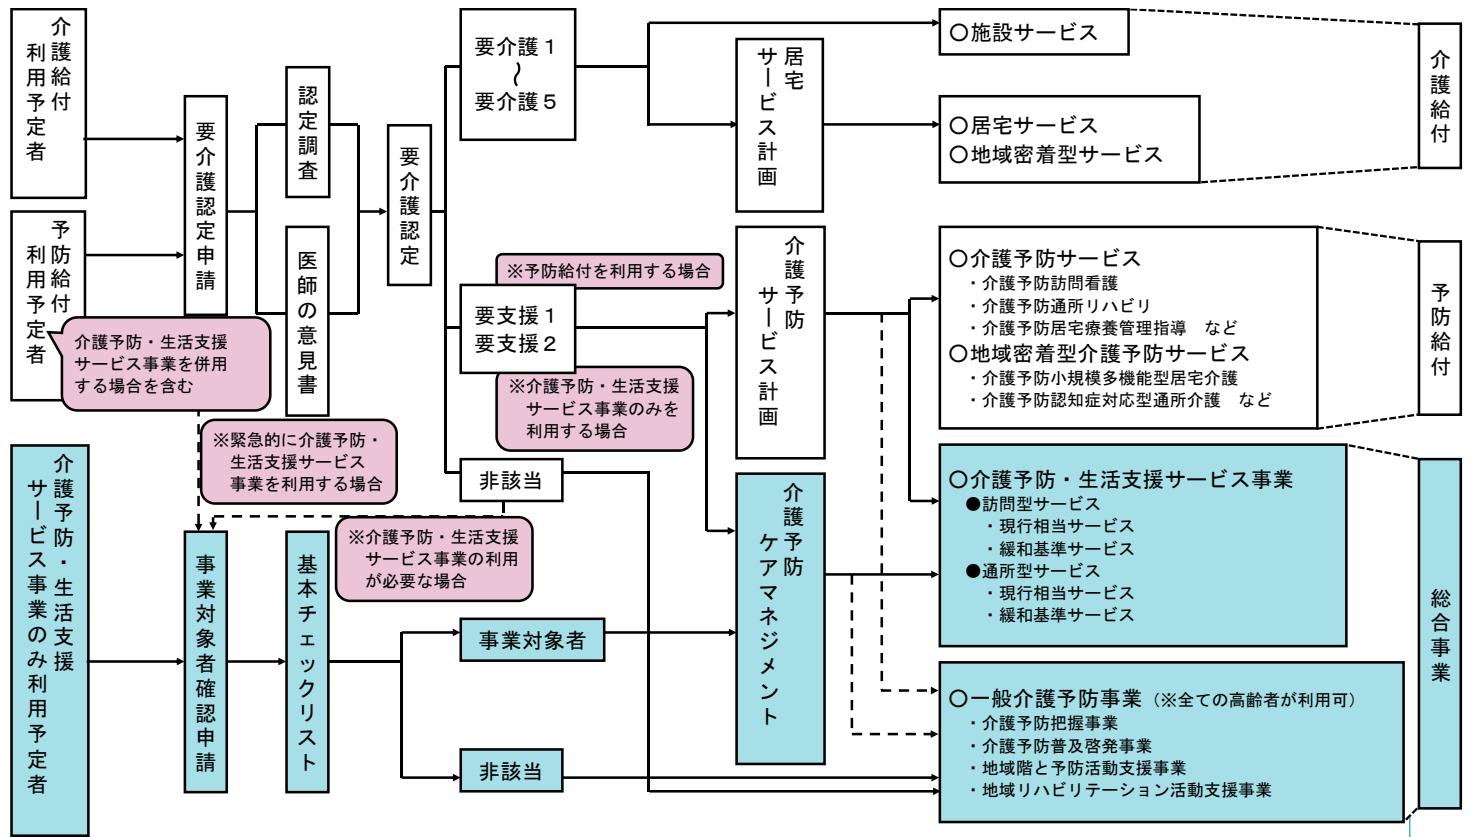 介護給付
利用予定者
予防給付
利用予定者
介護予防・生活支援
サービス事業を併用
する場合を含む
要介護認定申請
認定調査
医師の意見書
要介護認定
要介護１
～
要介護５
※予防給付を利用する場合
要支援１
要支援２
※介護予防・生活支援
サービス事業のみを
利用する場合
非該当
※緊急的に介護予防・
生活支援サービス
事業を利用する場合
※介護予防・生活支援
サービス事業の利用
が必要な場合
介護予防・生活支援
サービス事業のみ利用予定者
事業対象者確認申請
基本チェックリスト
事業対象者
非該当
居宅
サービス計画
介護予防
サービス計画
介護予防
ケアマネジメント
○施設サービス
○居宅サービス
○地域密着型サービス
介護給付
○介護予防サービス
・介護予防訪問看護
・介護予防通所リハビリ
・介護予防居宅療養管理指導　など
○地域密着型介護予防サービス
・介護予防小規模多機能型居宅介護
・介護予防認知症対応型通所介護　など
予防給付
○介護予防・生活支援サービス事業
●訪問型サービス
・現行相当サービス
・緩和基準サービス
●通所型サービス
・現行相当サービス
・緩和基準サービス
○一般介護予防事業（※全ての高齢者が利用可）
・介護予防把握事業
・介護予防普及啓発事業
・地域階と予防活動支援事業
・地域リハビリテーション活動支援事業
総合事業